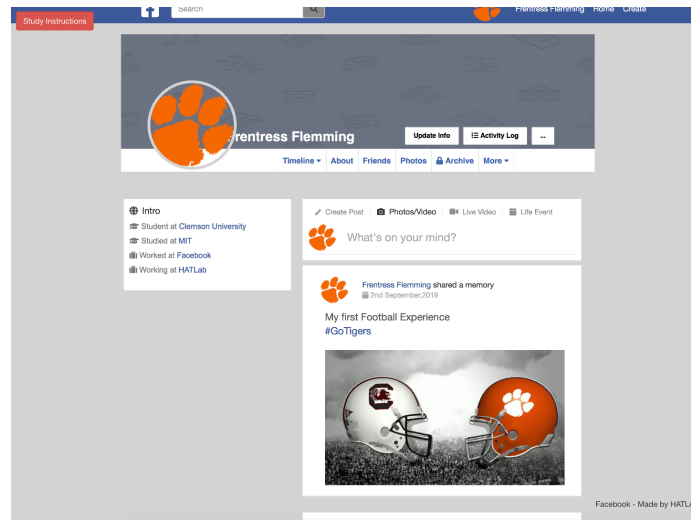 Study Instructions
Search
Frentress Flemming Home Create
rentress Flemming
Update Info Activity Log ...
Timeline About Friends Photos Archive More
Intro
Student at Clemson University
Studied at MIT
Worked at Facebook
Working at HATLab
Create Post Photos/Video Live Video Life Event
What's on your mind?
Frentress Flemming shared a memory
2nd September,2019
My first Football Experience
#GoTigers
C
Facebook - Made by HATLA